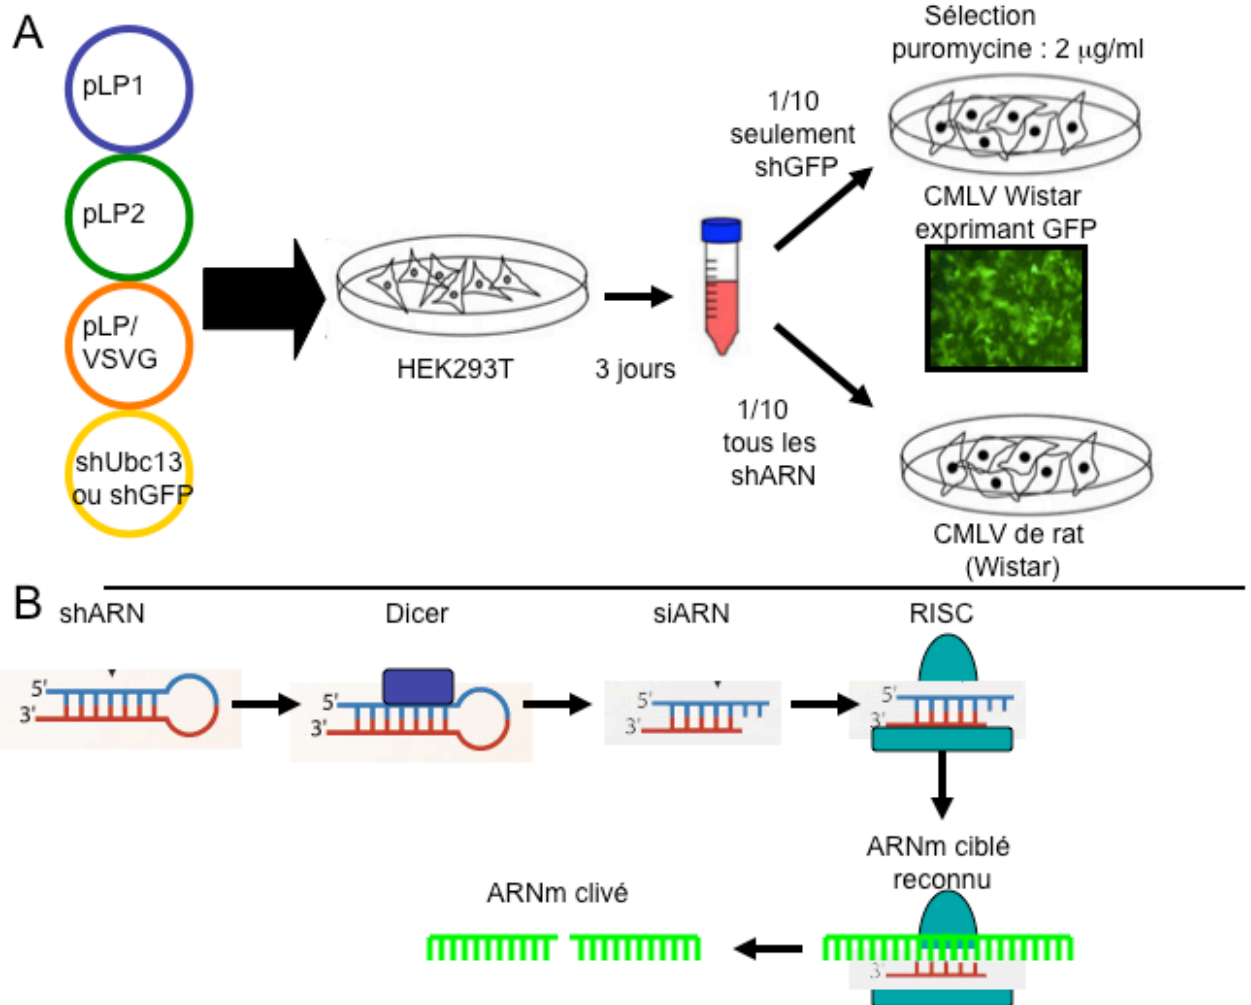 A
pLP1
pLP2
pLP/
VSVG
shUbc13
ou shGFP
HEK293T
3 jours
1/10
seulement
shGFP
1/10
tous les
shARN
Sélection
puromycine : 2 μg/ml
CMLV Wistar
exprimant GFP
CMLV de rat
(Wistar)
B
shARN
Dicer
siARN
RISC
5'
3'
5'
3'
5'
3'
5'
3'
ARNm ciblé
reconnu
ARNm clivé
3'